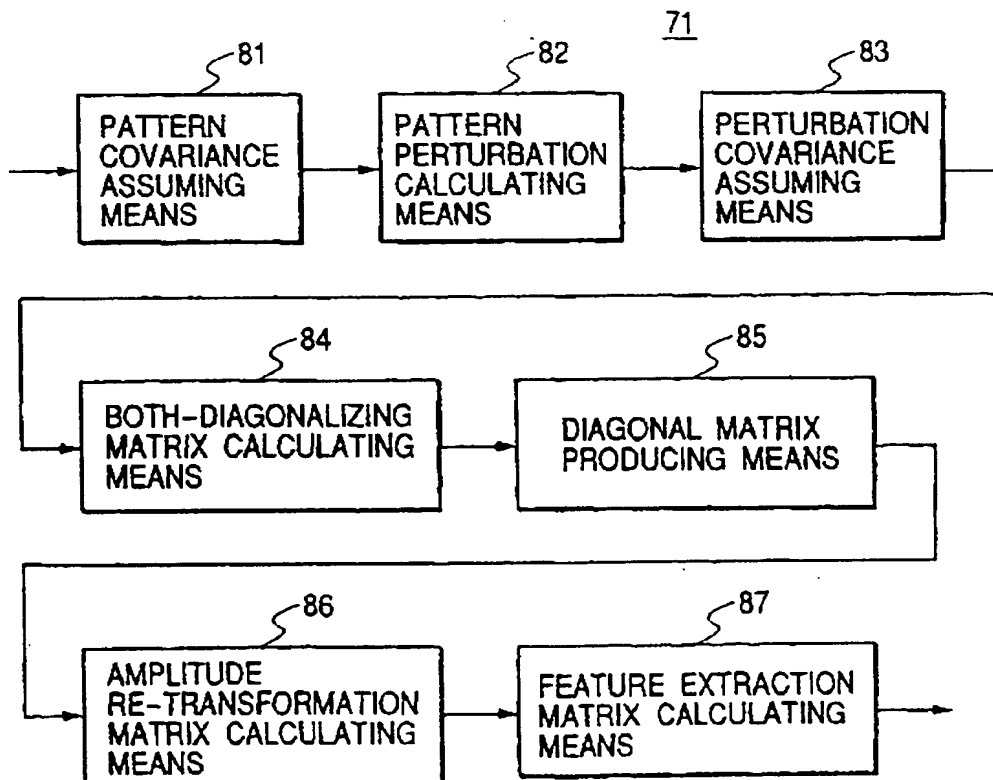 71
81
82
83
PATTERN
COVARIANCE
ASSUMING
MEANS
PATTERN
PERTURBATION
CALCULATING
MEANS
PERTURBATION
COVARIANCE
ASSUMING
MEANS
84
85
BOTH-DIAGONALIZING
MATRIX CALCULATING
MEANS
DIAGONAL MATRIX
PRODUCING MEANS
86
87
AMPLITUDE
RE-TRANSFORMATION
MATRIX CALCULATING
MEANS
FEATURE EXTRACTION
MATRIX CALCULATING
MEANS